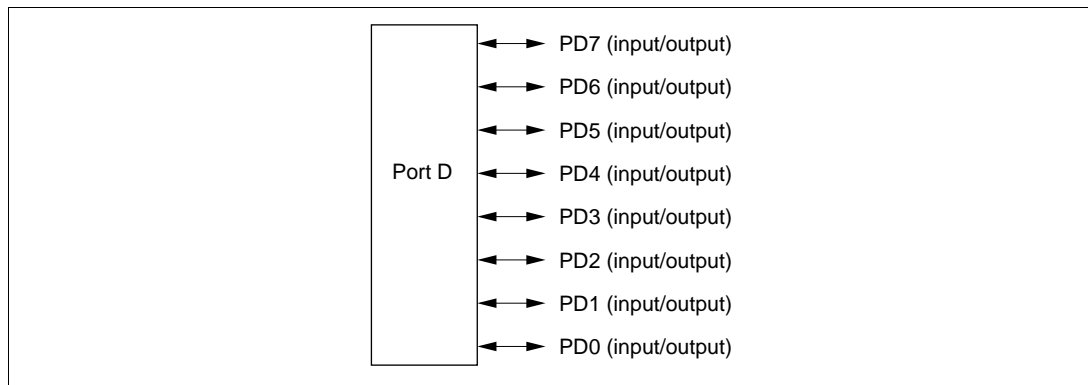 PD7 (input/output)
PD6 (input/output)
PD5 (input/output)
Port D
PD4 (input/output)
PD3 (input/output)
PD2 (input/output)
PD1 (input/output)
PD0 (input/output)